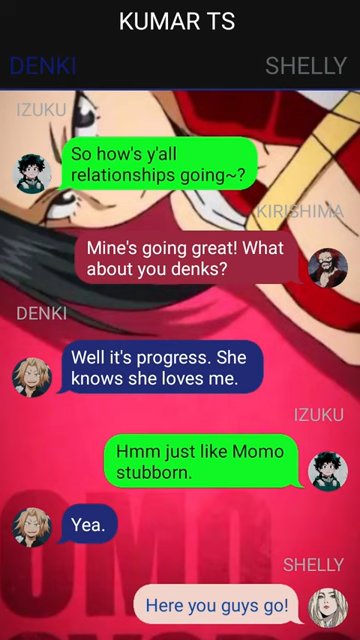 KUMAR TS
DENKI
SHELLY
IZUKU
So how's y'all
relationships going~?
KIRISHIMA
Mine's going great! What
about you denks?
DENKI
Well it's progress. She
knows she loves me.
IZUKU
Hmm just like Momo
stubborn.
Yea.
SHELLY
Here you guys go!